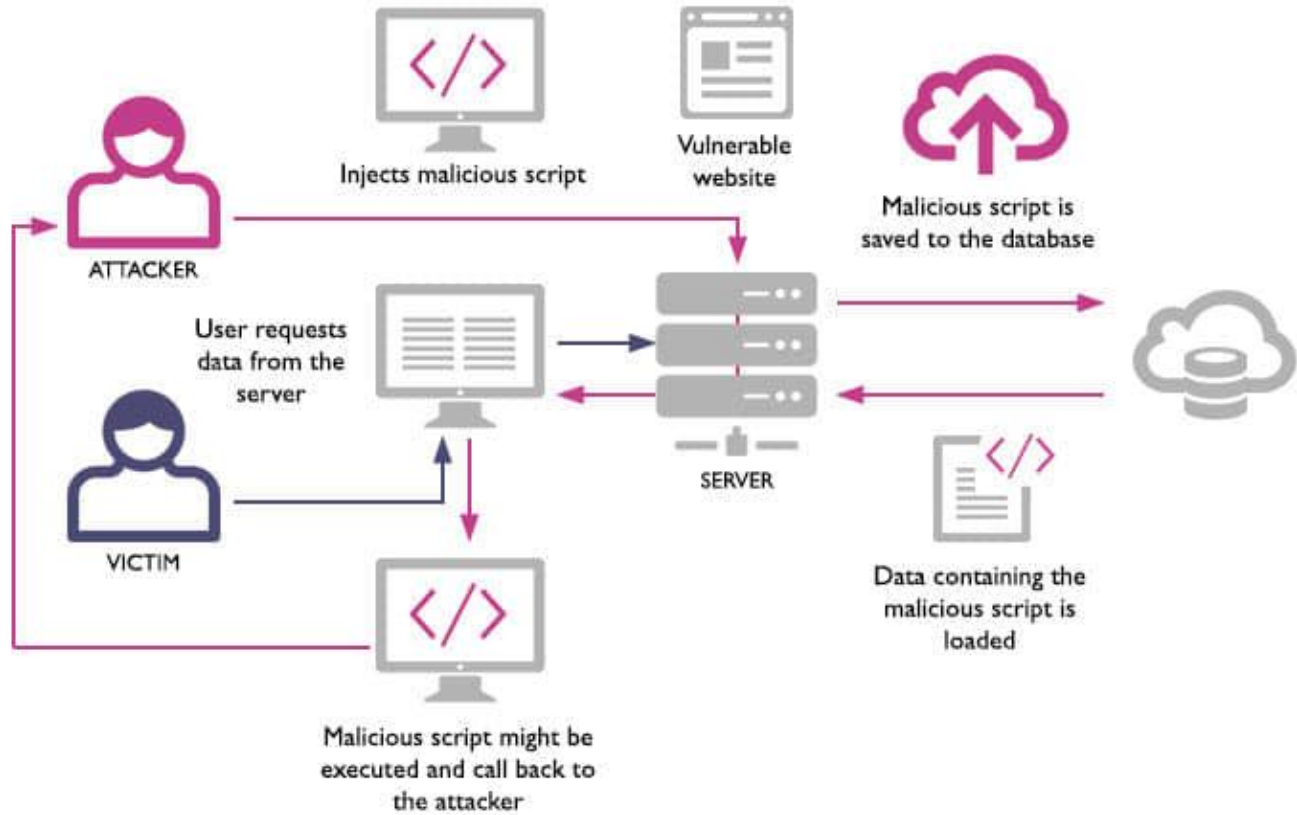 Injects malicious script
Vulnerable
website
Malicious script is
saved to the database
ATTACKER
User requests
data from the
server
SERVER
VICTIM
Data containing the
malicious script is
loaded
Malicious script might be
executed and call back to
the attacker